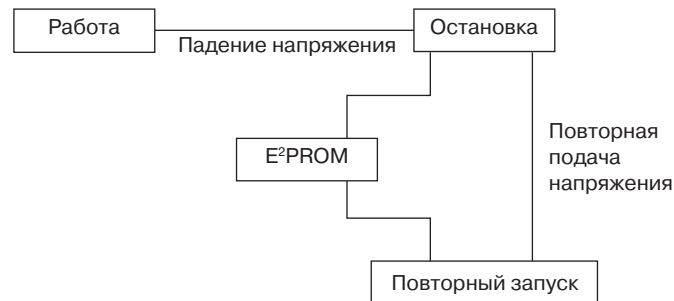 Работа
Остановка
Падение напряжения
E²PROM
Повторная
подача
напряжения
Повторный запуск